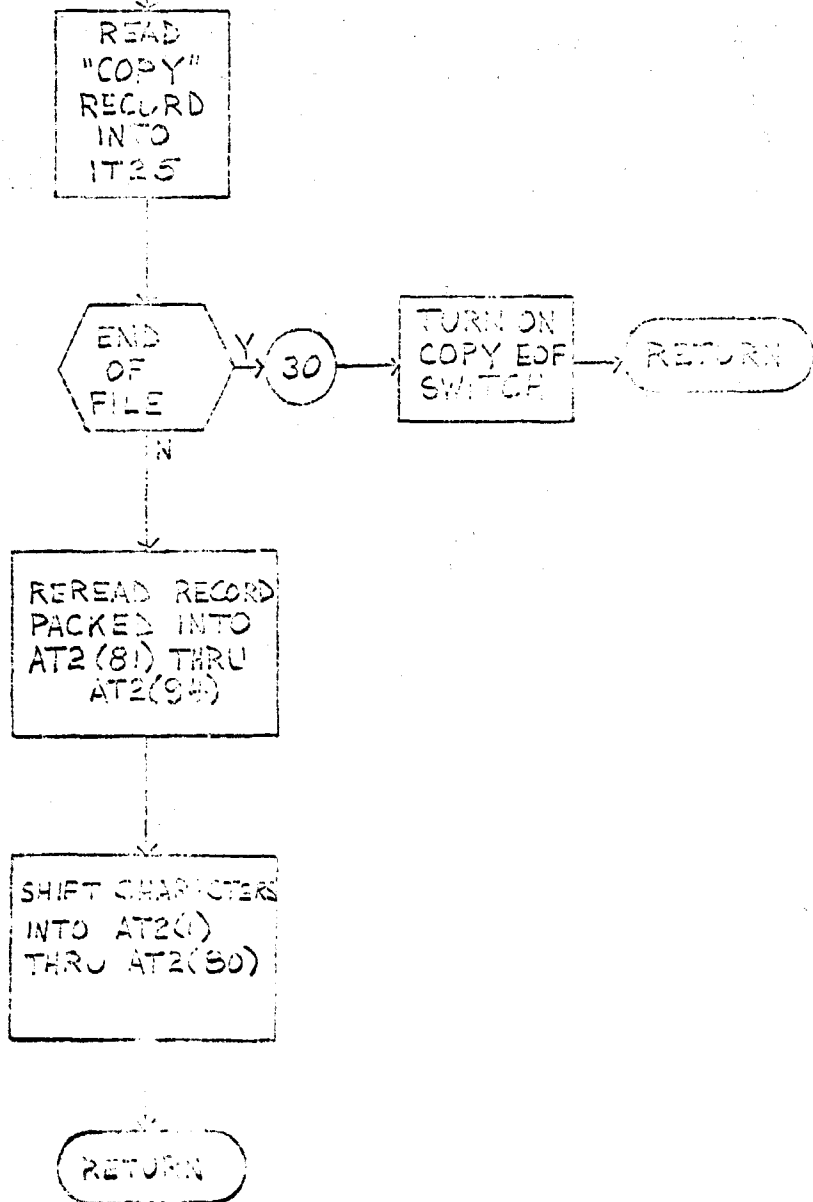 READ
"COPY"
RECORD
INTO
IT25
END
OF
FILE
Y
30
TURN ON
COPY EOF
SWITCH
RETURN
N
REREAD RECORD
PACKED INTO
AT2(81) THRU
AT2(94)
SHIFT CHARACTERS
INTO AT2(1)
THRU AT2(80)
RETURN